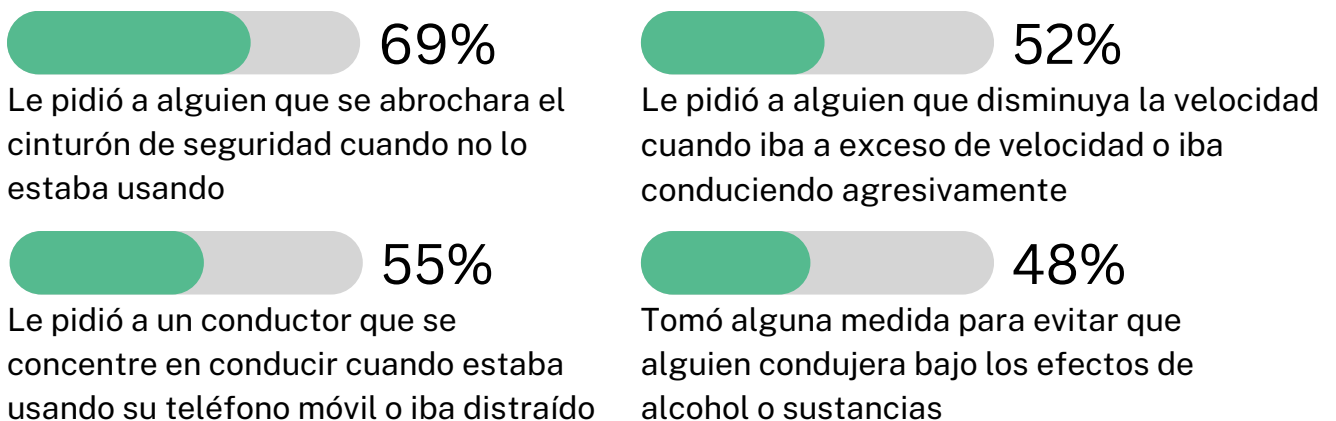 69%
Le pidió a alguien que se abrochara el
cinturón de seguridad cuando no lo
estaba usando
52%
Le pidió a alguien que disminuya la velocidad
cuando iba a exceso de velocidad o iba
conduciendo agresivamente
55%
Le pidió a un conductor que se
concentre en conducir cuando estaba
usando su teléfono móvil o iba distraído
48%
Tomó alguna medida para evitar que
alguien condujera bajo los efectos de
alcohol o sustancias